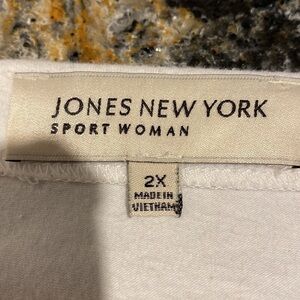 JONES NEW YORK
SPORT WOMAN
2X
MADE IN
VIETNAM